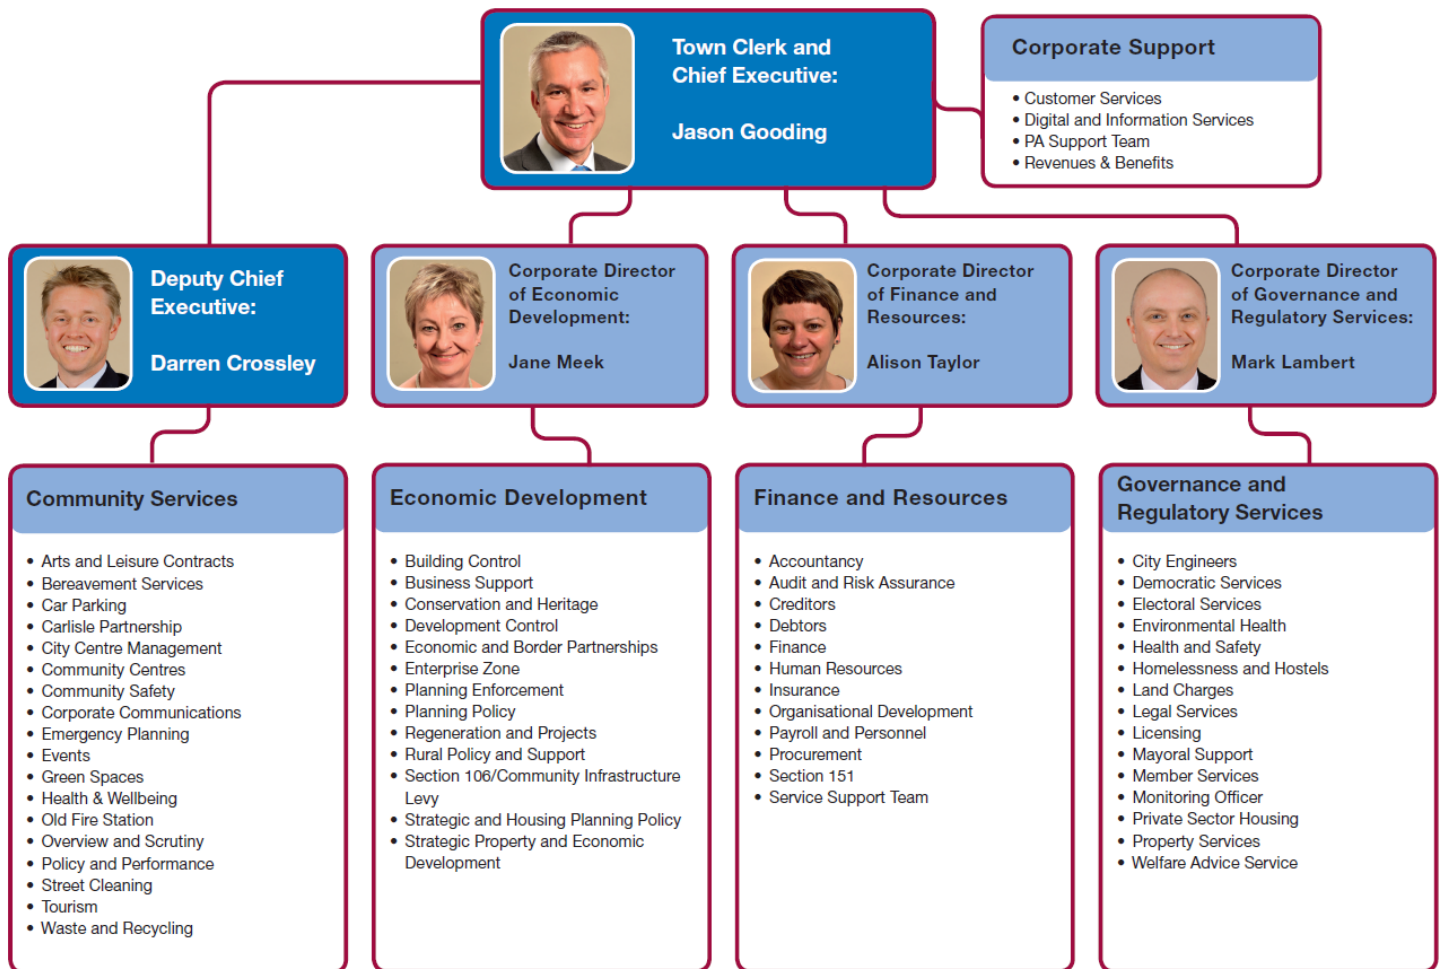 Town Clerk and
Chief Executive:
Jason Gooding
Corporate Support
• Customer Services
• Digital and Information Services
• PA Support Team
• Revenues & Benefits
Deputy Chief
Executive:
Darren Crossley
Corporate Director
of Economic
Development:
Jane Meek
Corporate Director
of Finance and
Resources:
Alison Taylor
Corporate Director
of Governance and
Regulatory Services:
Mark Lambert
Community Services
• Arts and Leisure Contracts
• Bereavement Services
• Car Parking
• Carlisle Partnership
• City Centre Management
• Community Centres
• Community Safety
• Corporate Communications
• Emergency Planning
• Events
• Green Spaces
• Health & Wellbeing
• Old Fire Station
• Overview and Scrutiny
• Policy and Performance
• Street Cleaning
• Tourism
• Waste and Recycling
Economic Development
• Building Control
• Business Support
• Conservation and Heritage
• Development Control
• Economic and Border Partnerships
• Enterprise Zone
• Planning Enforcement
• Planning Policy
• Regeneration and Projects
• Rural Policy and Support
• Section 106/Community Infrastructure
Levy
• Strategic and Housing Planning Policy
• Strategic Property and Economic
Development
Finance and Resources
• Accountancy
• Audit and Risk Assurance
• Creditors
• Debtors
• Finance
• Human Resources
• Insurance
• Organisational Development
• Payroll and Personnel
• Procurement
• Section 151
• Service Support Team
Governance and
Regulatory Services
• City Engineers
• Democratic Services
• Electoral Services
• Environmental Health
• Health and Safety
• Homelessness and Hostels
• Land Charges
• Legal Services
• Licensing
• Mayoral Support
• Member Services
• Monitoring Officer
• Private Sector Housing
• Property Services
• Welfare Advice Service